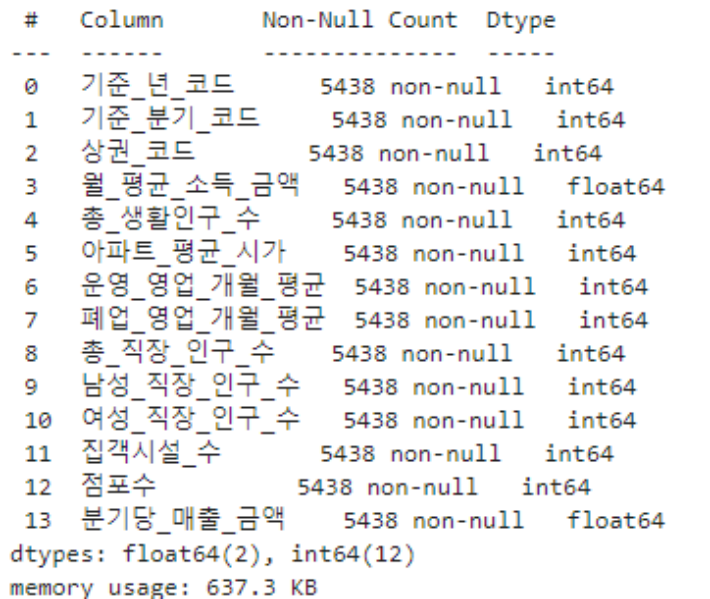 #   Column          Non-Null Count  Dtype
---  ------          --------------  -----
0   기준_년_코드        5438 non-null   int64
1   기준_분기_코드       5438 non-null   int64
2   상권_코드          5438 non-null   int64
3   월_평균_소득_금액     5438 non-null   float64
4   총_생활인구_수       5438 non-null   int64
5   아파트_평균_시가      5438 non-null   int64
6   운영_영업_개월_평균    5438 non-null   int64
7   폐업_영업_개월_평균    5438 non-null   int64
8   총_직장_인구_수      5438 non-null   int64
9   남성_직장_인구_수     5438 non-null   int64
10  여성_직장_인구_수     5438 non-null   int64
11  집객시설_수         5438 non-null   int64
12  점포수            5438 non-null   int64
13  분기당_매출_금액      5438 non-null   float64
dtypes: float64(2), int64(12)
memory usage: 637.3 KB